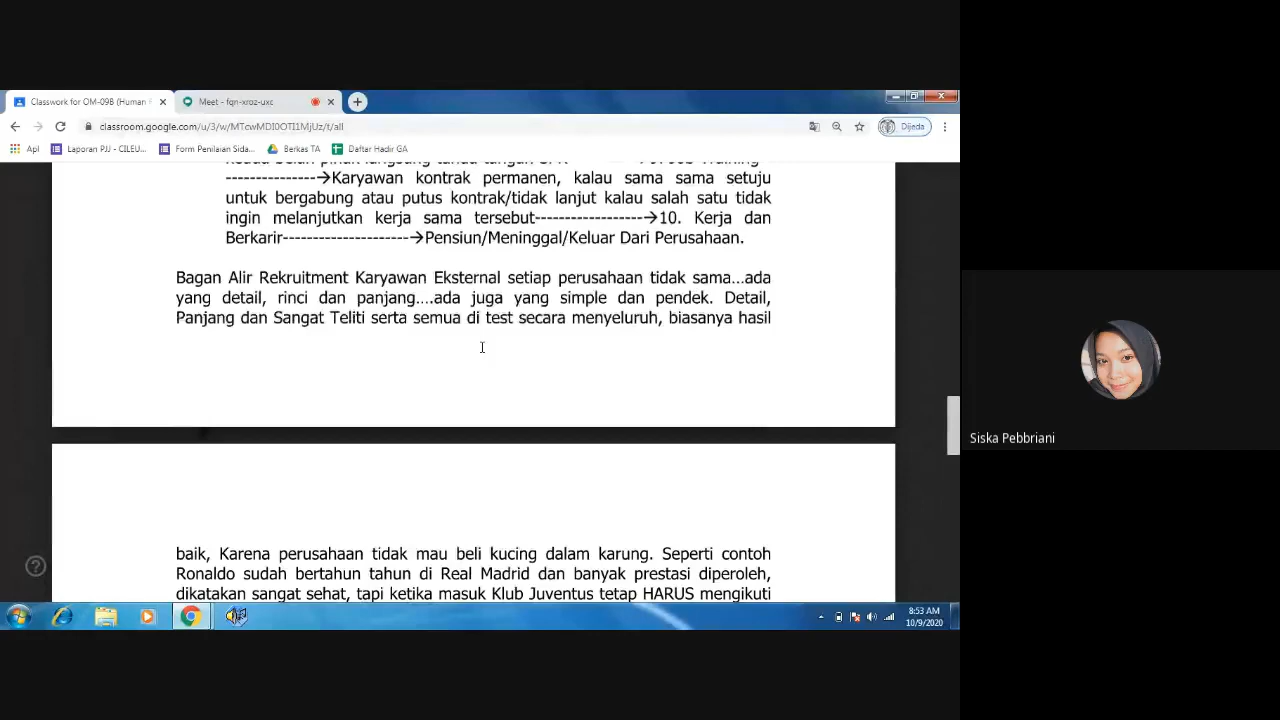 Classwork for OM-098 (Human
Meet - fqn-xroz-uxc
classroom.google.com/u/2/w/MTcwMDI0OTI1MjUz/t/all
Dijeda
Apl
Laporan PJJ - CILEU...
Form Penilaian Sida...
Berkas TA
Daftar Hadir GA
Training
---------------→Karyawan kontrak permanen, kalau sama sama setuju
untuk bergabung atau putus kontrak/tidak lanjut kalau salah satu tidak
ingin melanjutkan kerja sama tersebut------------------→10. Kerja dan
Berkarir---------------------→Pensiun/Meninggal/Keluar Dari Perusahaan.
Bagan Alir Rekruitment Karyawan Eksternal setiap perusahaan tidak sama…ada
yang detail, rinci dan panjang….ada juga yang simple dan pendek. Detail,
Panjang dan Sangat Teliti serta semua di test secara menyeluruh, biasanya hasil
baik, Karena perusahaan tidak mau beli kucing dalam karung. Seperti contoh
Ronaldo sudah bertahun tahun di Real Madrid dan banyak prestasi diperoleh,
dikatakan sangat sehat, tapi ketika masuk Klub Juventus tetap HARUS mengikuti
8:53 AM
10/9/2020
Siska Pebbriani